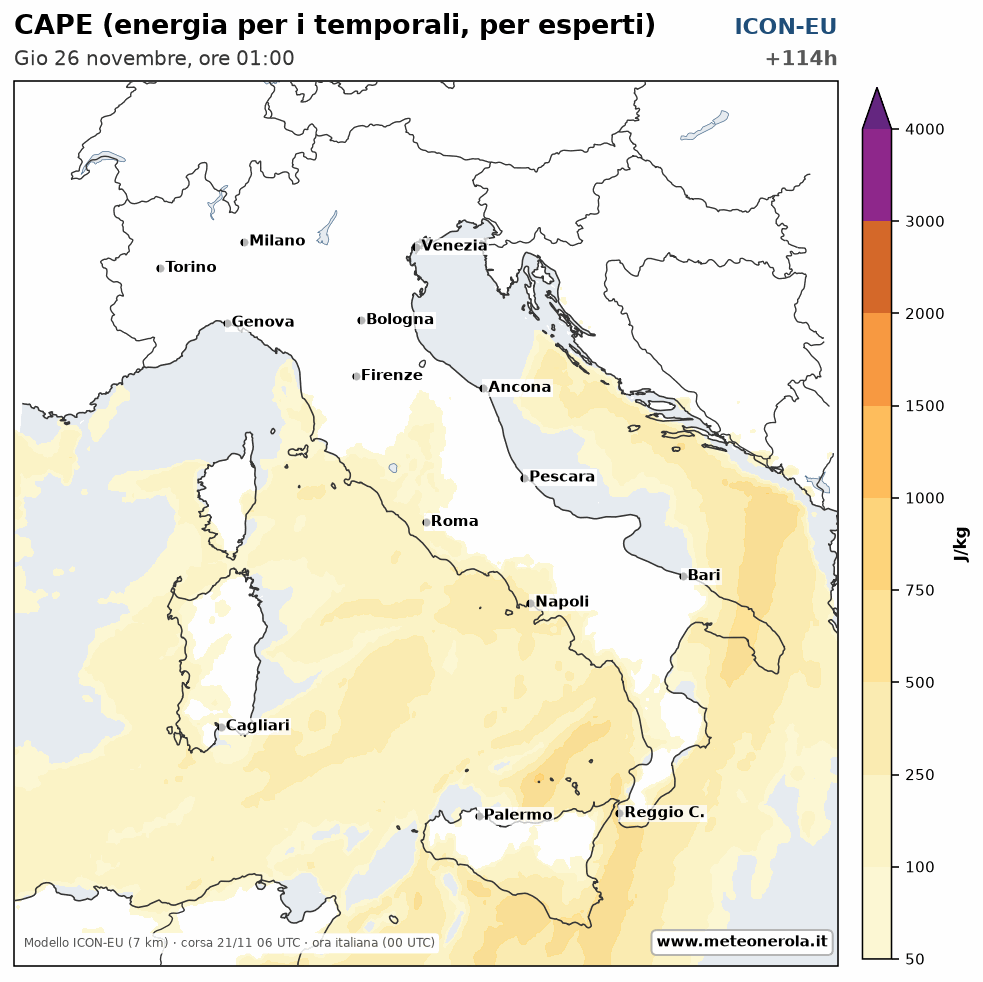 CAPE (energia per i temporali, per esperti)
ICON-EU
Gio 26 novembre, ore 01:00
+114h
4000
3000
2000
1500
1000
750
500
250
100
50
J/kg
Milano
Venezia
Torino
Genova
Bologna
Firenze
Ancona
Pescara
Roma
Bari
Napoli
Cagliari
Palermo
Reggio C.
Modello ICON-EU (7 km) · corsa 21/11 06 UTC · ora italiana (00 UTC)
www.meteonerola.it